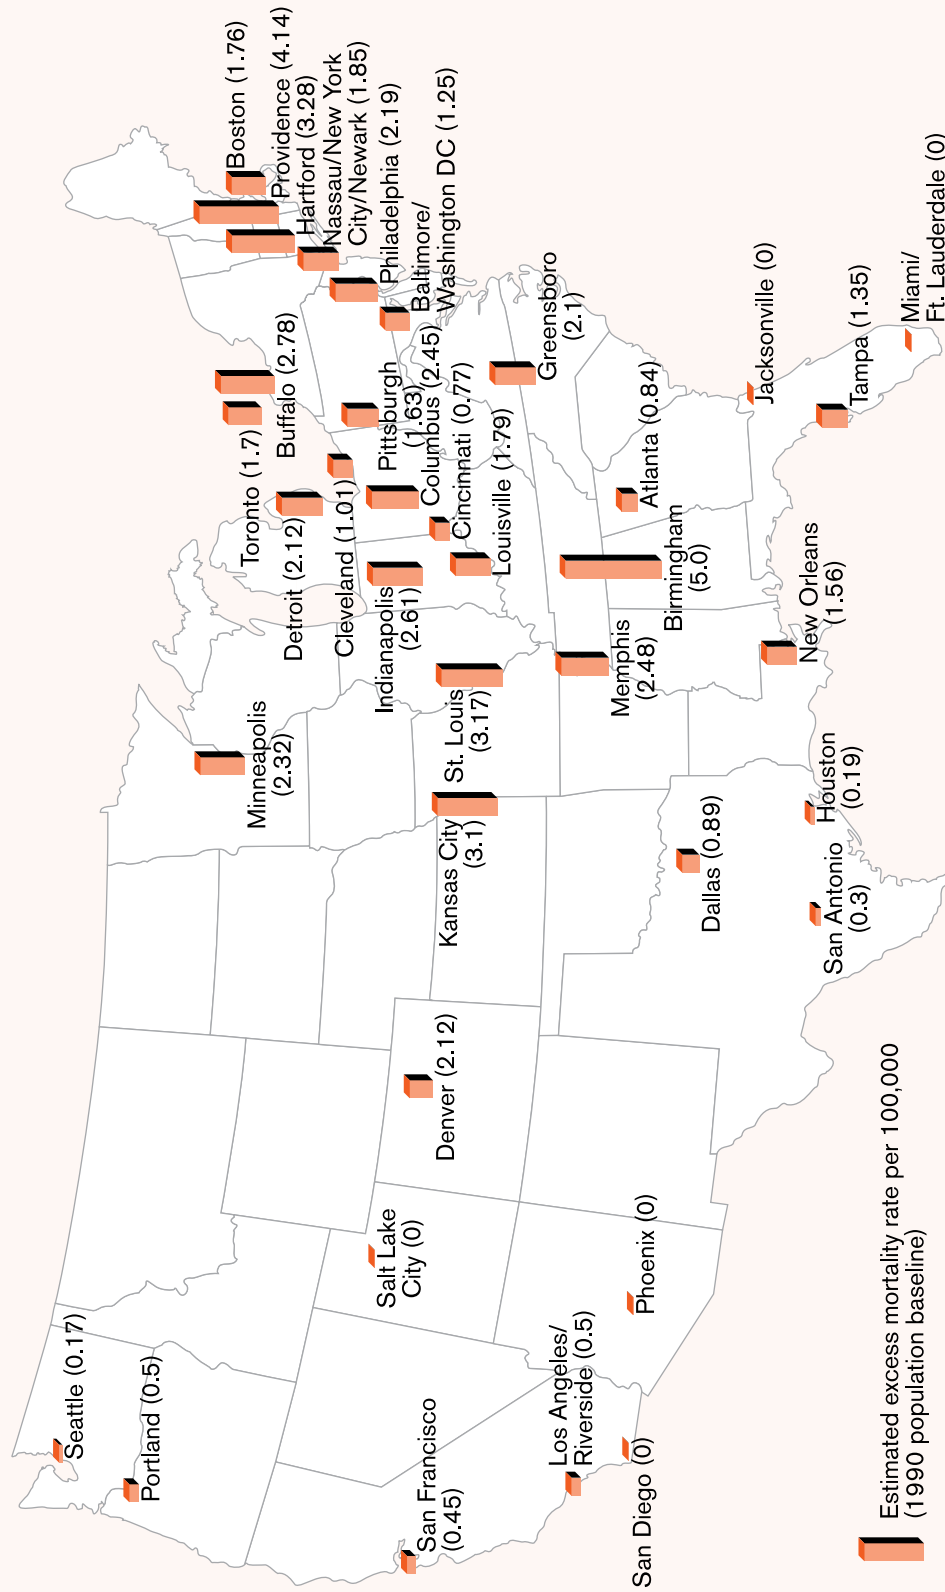 Seattle (0.17)
Portland (0.5)
San Francisco
(0.45)
Los Angeles/
Riverside (0.5)
San Diego (0)
Phoenix (0)
Salt Lake
City (0)
Denver (2.12)
Minneapolis
(2.32)
Kansas City
(3.1)
St. Louis
(3.17)
Dallas (0.89)
San Antonio
(0.3)
Houston
(0.19)
New Orleans
(1.56)
Memphis
(2.48)
Birmingham
(5.0)
Indianapolis
(2.61)
Detroit (2.12)
Cleveland (1.01)
Toronto (1.7)
Buffalo (2.78)
Pittsburgh
(1.63)
Columbus (2.45)
Cincinnati (0.77)
Louisville (1.79)
Atlanta (0.84)
Greensboro
(2.1)
Jacksonville (0)
Tampa (1.35)
Miami/
Ft. Lauderdale (0)
Boston (1.76)
Providence (4.14)
Hartford (3.28)
Nassau/New York
City/Newark (1.85)
Philadelphia (2.19)
Baltimore/
Washington DC (1.25)
Estimated excess mortality rate per 100,000
(1990 population baseline)